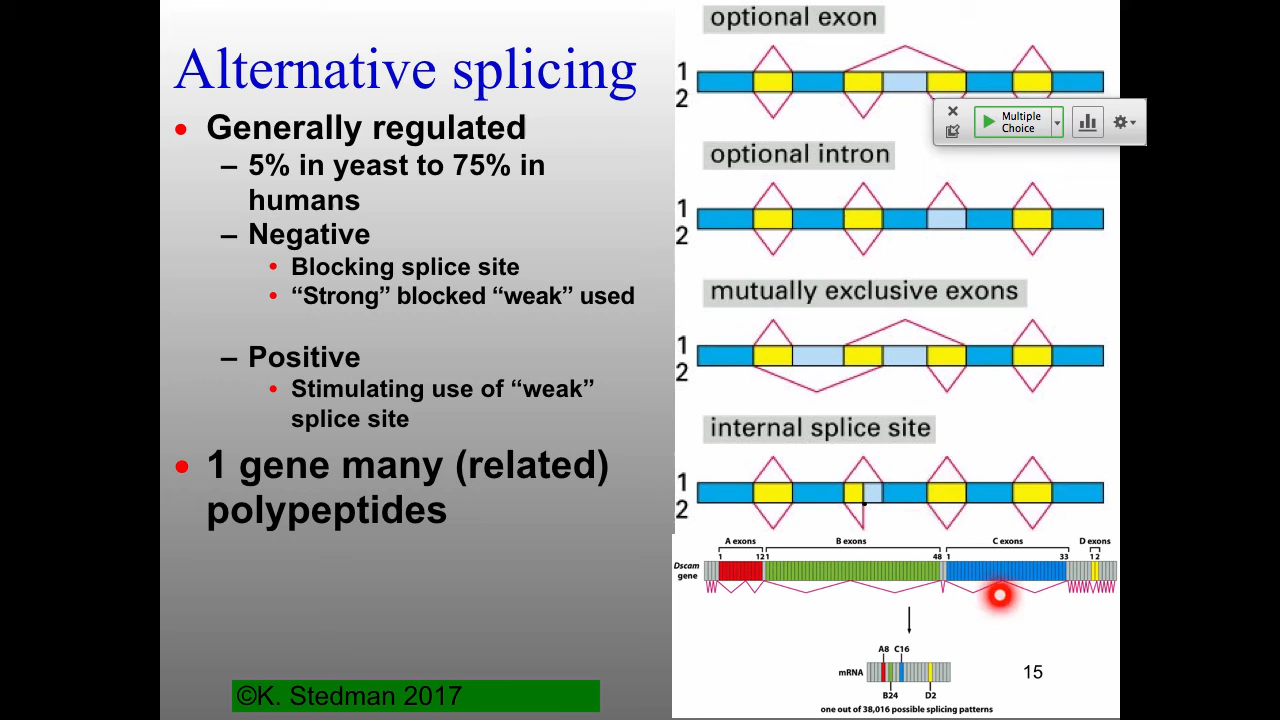 Alternative splicing
• Generally regulated
– 5% in yeast to 75% in
humans
– Negative
• Blocking splice site
• “Strong” blocked “weak” used
– Positive
• Stimulating use of “weak”
splice site
• 1 gene many (related)
polypeptides
©K. Stedman 2017
optional exon
1
2
Multiple
Choice
optional intron
1
2
mutually exclusive exons
1
2
internal splice site
1
2
A exons B exons C exons D exons
1 12 1 48 1 33 1 2
Dscam
gene
A8 C16
mRNA
B24 D2
15
one out of 38,016 possible splicing patterns